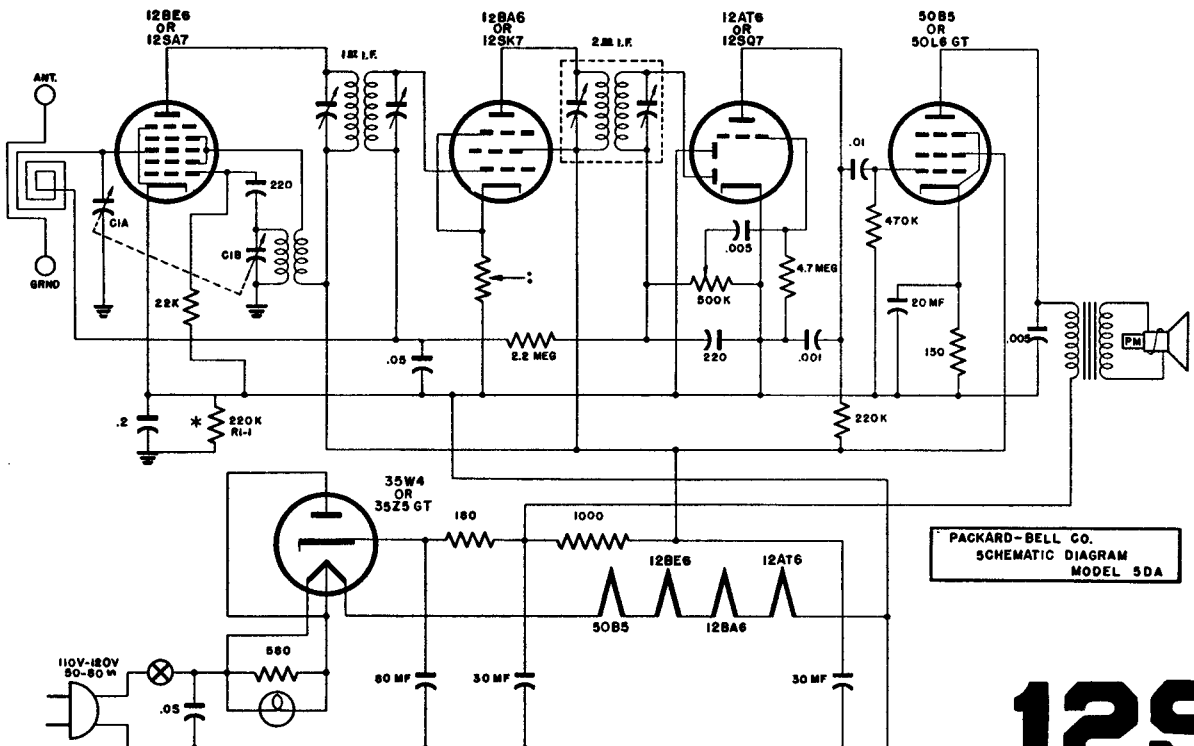 12BE6
OR
12SA7
12BA6
OR
12SK7
12AT6
OR
12SQ7
50B5
OR
50L6 GT
1st I.F.
2nd I.F.
ANT.
GRND
C1A
C1B
220
22K
.01
470K
.005
500K
4.7 MEG
20 MF
150
.005
PM
.05
2.2 MEG
220
.001
220K
.2
*
220K
R1-1
35W4
OR
35Z5 GT
180
1000
12BE6
12AT6
50B5
12BA6
PACKARD-BELL CO.
SCHEMATIC DIAGRAM
MODEL 5DA
110V-120V
50-60 ~
560
.05
80 MF
30 MF
30 MF